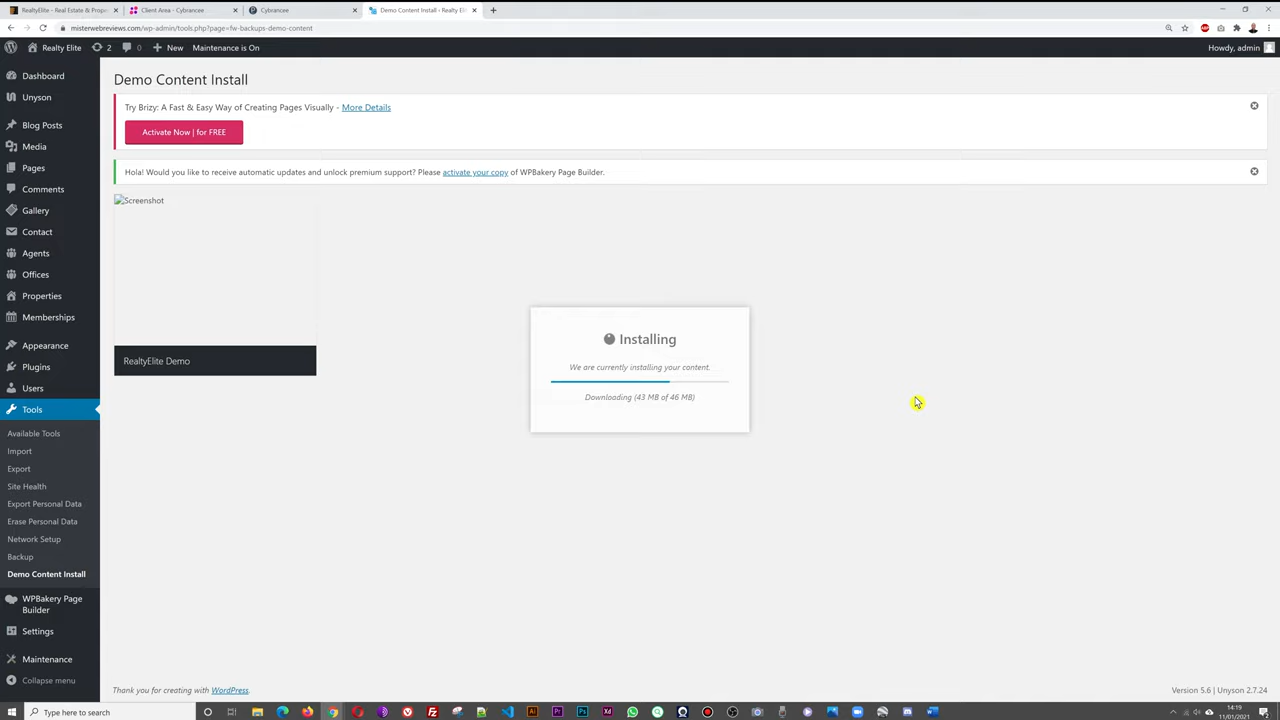 RealtyElite - Real Estate & Prope
Client Area - Cybrancee
Cybrancee
Demo Content Install ‹ Realty Eli
misterwebreviews.com/wp-admin/tools.php?page=fw-backups-demo-content
Realty Elite
2
0
New
Maintenance is On
Howdy, admin
Dashboard
Unyson
Blog Posts
Media
Pages
Comments
Gallery
Contact
Agents
Offices
Properties
Memberships
Appearance
Plugins
Users
Tools
Available Tools
Import
Export
Site Health
Export Personal Data
Erase Personal Data
Network Setup
Backup
Demo Content Install
WPBakery Page
Builder
Settings
Maintenance
Collapse menu
Demo Content Install
Try Brizy: A Fast & Easy Way of Creating Pages Visually - More Details
Activate Now | for FREE
Hola! Would you like to receive automatic updates and unlock premium support? Please activate your copy of WPBakery Page Builder.
Screenshot
RealtyElite Demo
Installing
We are currently installing your content.
Downloading (43 MB of 46 MB)
Thank you for creating with WordPress.
Version 5.6 | Unyson 2.7.24
Type here to search
14:19
11/01/2021